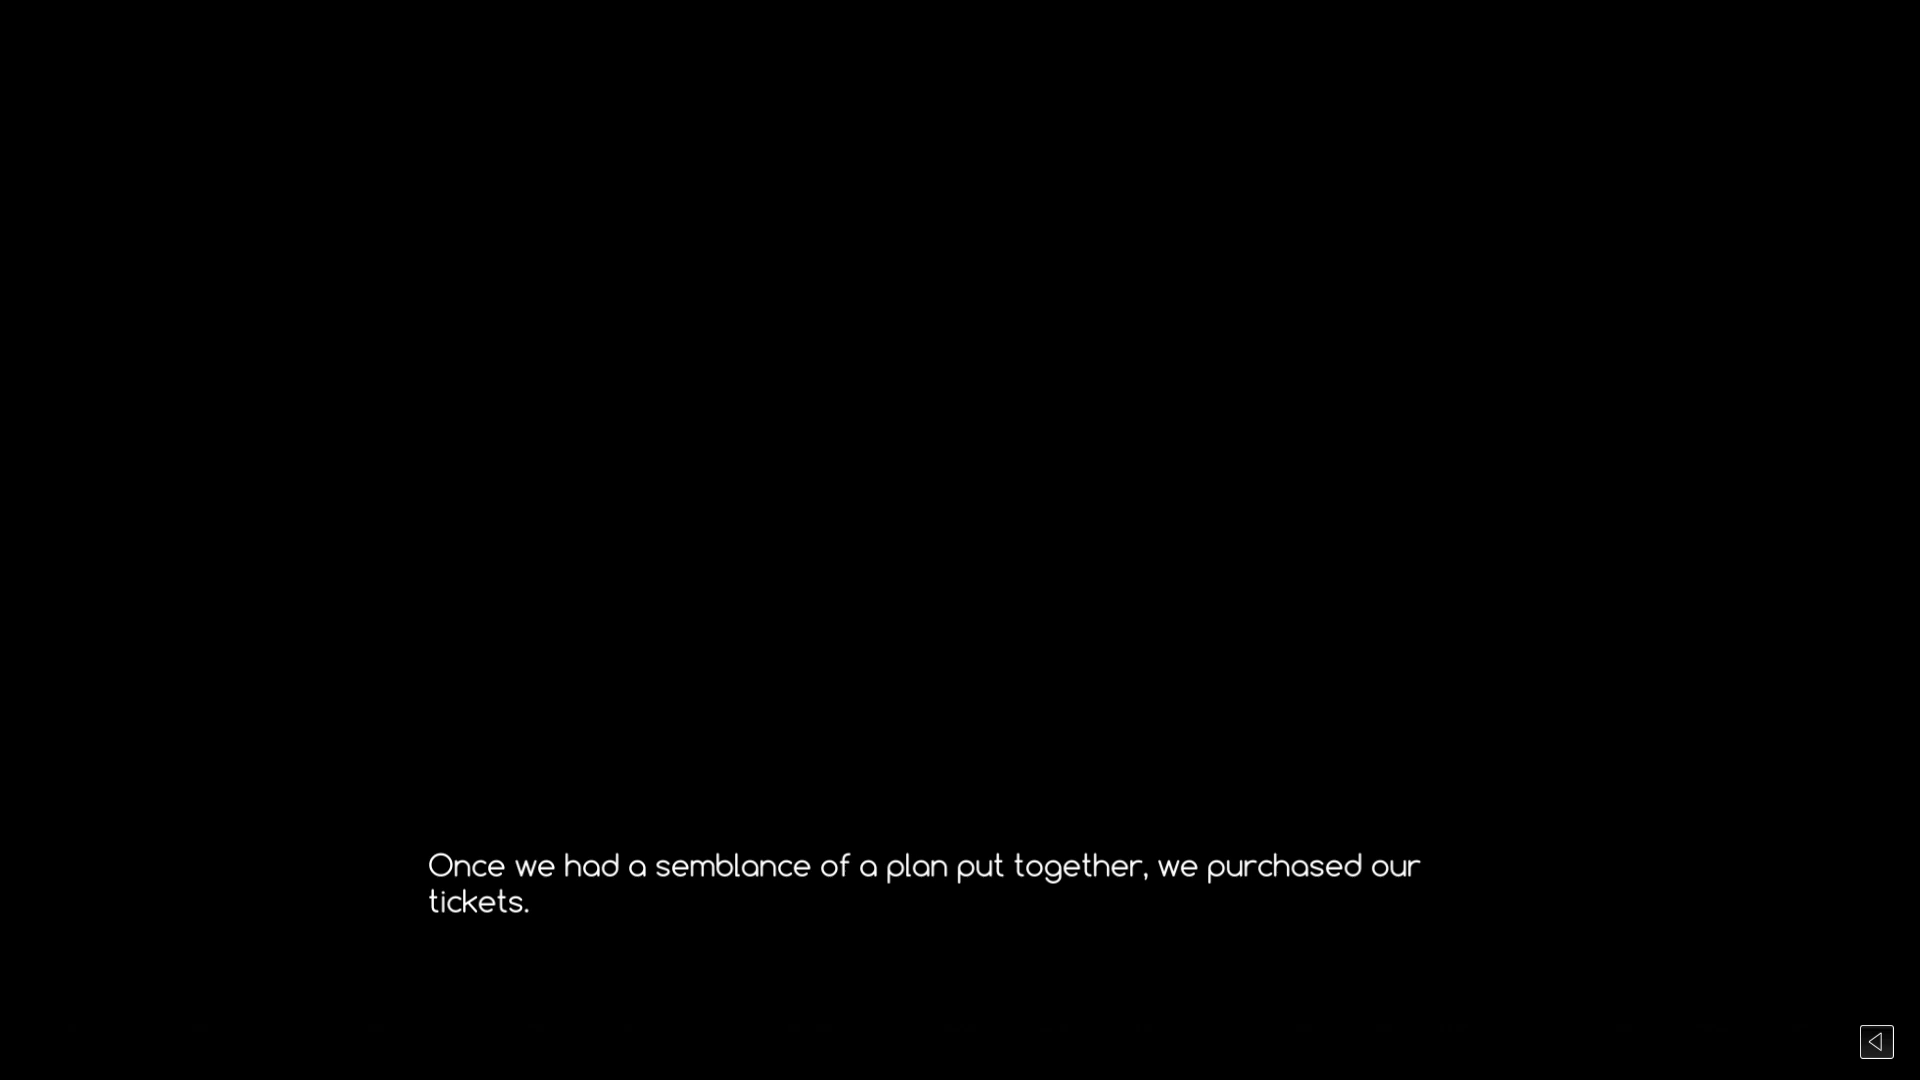 Once we had a semblance of a plan put together, we purchased our
tickets.